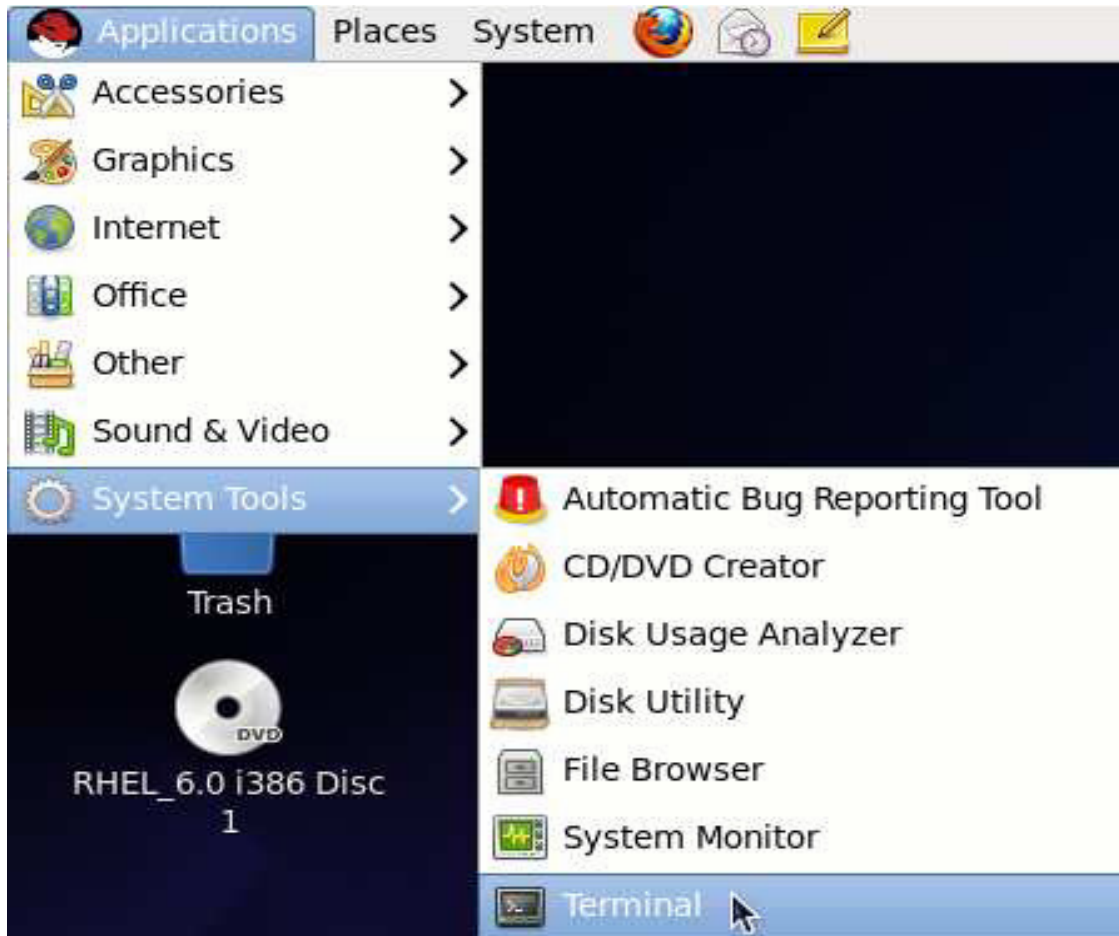 Applications Places System
Accessories
Graphics
Internet
Office
Other
Sound & Video
System Tools
Automatic Bug Reporting Tool
CD/DVD Creator
Disk Usage Analyzer
Disk Utility
File Browser
System Monitor
Terminal
Trash
DVD
RHEL_6.0 i386 Disc
1